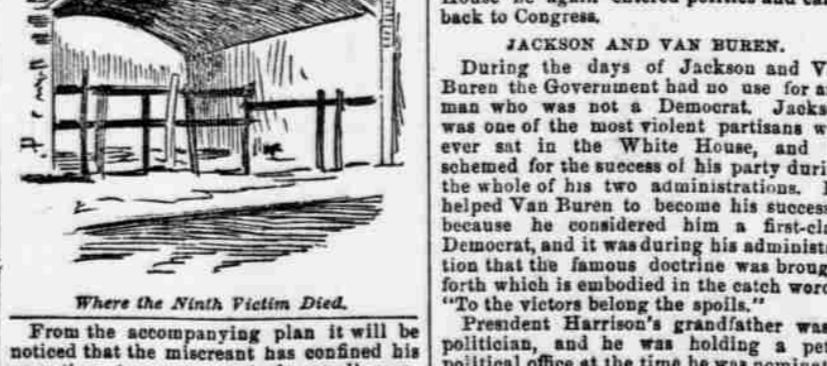 Where the Ninth Victim Died.
From the accompanying plan it will be
noticed that the miscreant has confined his
back to Congress.
JACKSON AND VAN BUREN.
During the days of Jackson and V
Buren the Government had no use for a
man who was not a Democrat. Jacks
was one of the most violent partisans w
ever sat in the White House, and
schemed for the success of his party duri
the whole of his two administrations.
helped Van Buren to become his success
because he considered him a first-cla
Democrat, and it was during his administ
tion that the famous doctrine was broug
forth which is embodied in the catch word
"To the victors belong the spoils."
President Harrison's grandfather was
politician, and he was holding a pe
political office at the time he was nominat